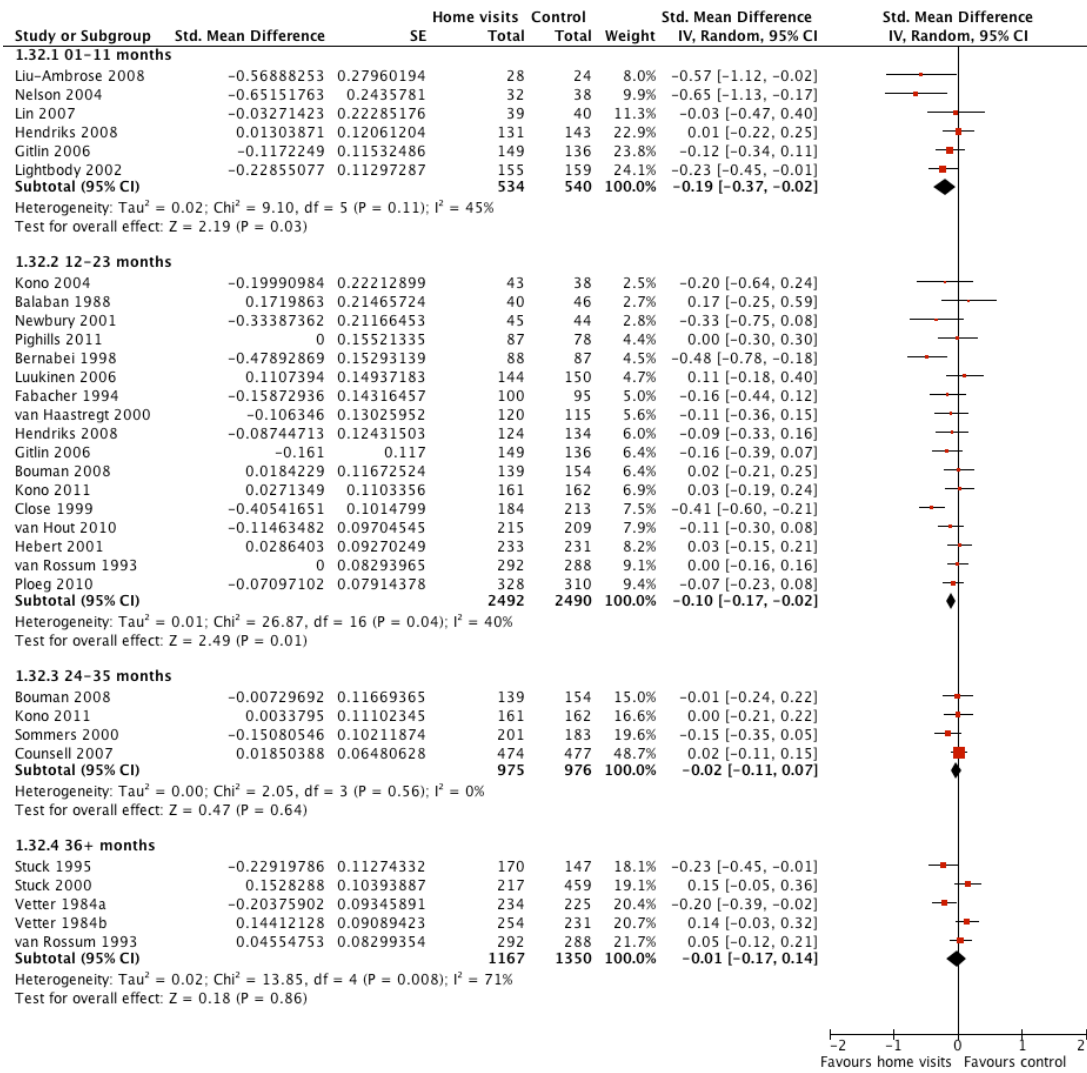 Home visits Control Std. Mean Difference Std. Mean Difference
Study or Subgroup Std. Mean Difference SE Total Total Weight IV, Random, 95% CI IV, Random, 95% CI
1.32.1 01-11 months
Liu-Ambrose 2008 -0.56888253 0.27960194 28 24 8.0% -0.57 [-1.12, -0.02]
Nelson 2004 -0.65151763 0.2435781 32 38 9.9% -0.65 [-1.13, -0.17]
Lin 2007 -0.03271423 0.22285176 39 40 11.3% -0.03 [-0.47, 0.40]
Hendriks 2008 0.01303871 0.12061204 131 143 22.9% 0.01 [-0.22, 0.25]
Gitlin 2006 -0.1172249 0.11532486 149 136 23.8% -0.12 [-0.34, 0.11]
Lightbody 2002 -0.22855077 0.11297287 155 159 24.1% -0.23 [-0.45, -0.01]
Subtotal (95% CI) 534 540 100.0% -0.19 [-0.37, -0.02]
Heterogeneity: Tau² = 0.02; Chi² = 9.10, df = 5 (P = 0.11); I² = 45%
Test for overall effect: Z = 2.19 (P = 0.03)
1.32.2 12-23 months
Kono 2004 -0.19990984 0.22212899 43 38 2.5% -0.20 [-0.64, 0.24]
Balaban 1988 0.1719863 0.21465724 40 46 2.7% 0.17 [-0.25, 0.59]
Newbury 2001 -0.33387362 0.21166453 45 44 2.8% -0.33 [-0.75, 0.08]
Pighills 2011 0 0.15521335 87 78 4.4% 0.00 [-0.30, 0.30]
Bernabei 1998 -0.47892869 0.15293139 88 87 4.5% -0.48 [-0.78, -0.18]
Luukinen 2006 0.1107394 0.14937183 144 150 4.7% 0.11 [-0.18, 0.40]
Fabacher 1994 -0.15872936 0.14316457 100 95 5.0% -0.16 [-0.44, 0.12]
van Haastregt 2000 -0.106346 0.13025952 120 115 5.6% -0.11 [-0.36, 0.15]
Hendriks 2008 -0.08744713 0.12431503 124 134 6.0% -0.09 [-0.33, 0.16]
Gitlin 2006 -0.161 0.117 149 136 6.4% -0.16 [-0.39, 0.07]
Bouman 2008 0.0184229 0.11672524 139 154 6.4% 0.02 [-0.21, 0.25]
Kono 2011 0.0271349 0.1103356 161 162 6.9% 0.03 [-0.19, 0.24]
Close 1999 -0.40541651 0.1014799 184 213 7.5% -0.41 [-0.60, -0.21]
van Hout 2010 -0.11463482 0.09704545 215 209 7.8% -0.11 [-0.30, 0.08]
Hebert 2001 0.0286403 0.09270249 233 231 8.2% 0.03 [-0.15, 0.21]
van Rossum 1993 0 0.08293965 292 288 9.1% 0.00 [-0.16, 0.16]
Ploeg 2010 -0.07097102 0.07914378 328 310 9.4% -0.07 [-0.23, 0.08]
Subtotal (95% CI) 2492 2490 100.0% -0.10 [-0.17, -0.02]
Heterogeneity: Tau² = 0.01; Chi² = 26.87, df = 16 (P = 0.04); I² = 40%
Test for overall effect: Z = 2.49 (P = 0.01)
1.32.3 24-35 months
Bouman 2008 -0.00729692 0.11669365 139 154 15.0% -0.01 [-0.24, 0.22]
Kono 2011 0.0033795 0.11102345 161 162 16.6% 0.00 [-0.21, 0.22]
Sommers 2000 -0.15080546 0.10211874 201 183 19.6% -0.15 [-0.35, 0.05]
Counsell 2007 0.01850388 0.06480628 474 477 48.7% 0.02 [-0.11, 0.15]
Subtotal (95% CI) 975 976 100.0% -0.02 [-0.11, 0.07]
Heterogeneity: Tau² = 0.00; Chi² = 2.05, df = 3 (P = 0.56); I² = 0%
Test for overall effect: Z = 0.47 (P = 0.64)
1.32.4 36+ months
Stuck 1995 -0.22919786 0.11274332 170 147 18.1% -0.23 [-0.45, -0.01]
Stuck 2000 0.1528288 0.10393887 217 459 19.1% 0.15 [-0.05, 0.36]
Vetter 1984a -0.20375902 0.09345891 234 225 20.4% -0.20 [-0.39, -0.02]
Vetter 1984b 0.14412128 0.09089423 254 231 20.7% 0.14 [-0.03, 0.32]
van Rossum 1993 0.04554753 0.08299354 292 288 21.7% 0.05 [-0.12, 0.21]
Subtotal (95% CI) 1167 1350 100.0% -0.01 [-0.17, 0.14]
Heterogeneity: Tau² = 0.02; Chi² = 13.85, df = 4 (P = 0.008); I² = 71%
Test for overall effect: Z = 0.18 (P = 0.86)
-2 -1 0 1 2
Favours home visits Favours control